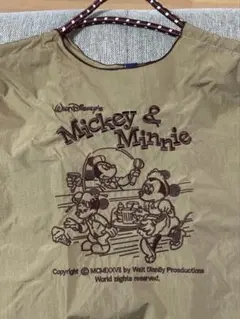 Walt Disney's
Mickey &
Minnie
Copyright © MCMXXVII by Walt Disney Productions
World rights reserved.